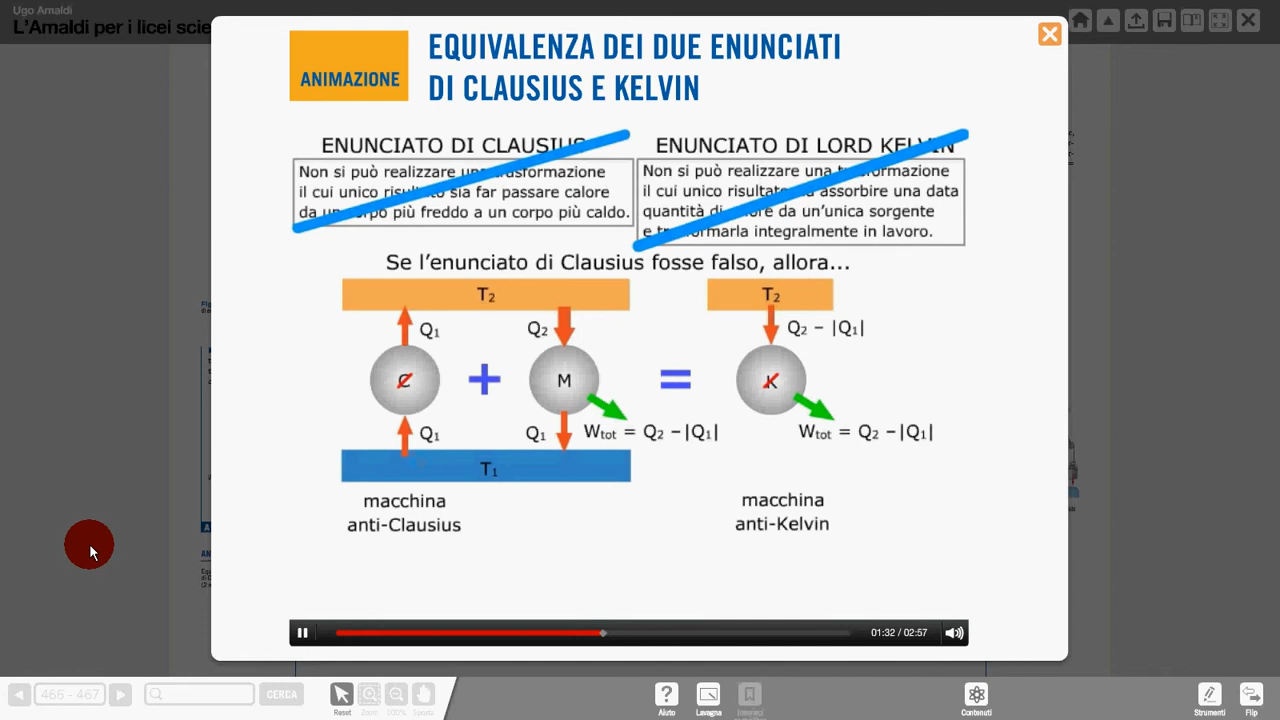 Ugo Amaldi
L'Amaldi per i licei scie
ANIMAZIONE
EQUIVALENZA DEI DUE ENUNCIATI
DI CLAUSIUS E KELVIN
ENUNCIATO DI CLAUSIUS
Non si può realizzare una trasformazione
il cui unico risultato sia far passare calore
da un corpo più freddo a un corpo più caldo.
ENUNCIATO DI LORD KELVIN
Non si può realizzare una trasformazione
il cui unico risultato sia assorbire una data
quantità di calore da un'unica sorgente
e trasformarla integralmente in lavoro.
Se l'enunciato di Clausius fosse falso, allora...
T₂
T₂
Q₁
Q₂
Q₂ − |Q₁|
C
+
M
=
K
Q₁
Q₁
Wtot = Q₂ −|Q₁|
Wtot = Q₂ −|Q₁|
T₁
macchina
anti-Clausius
macchina
anti-Kelvin
01:32 / 02:57
466 - 467
CERCA
Reset
Zoom
100%
Sposta
Aiuto
Lavagna
Contenuti
Strumenti
Flip